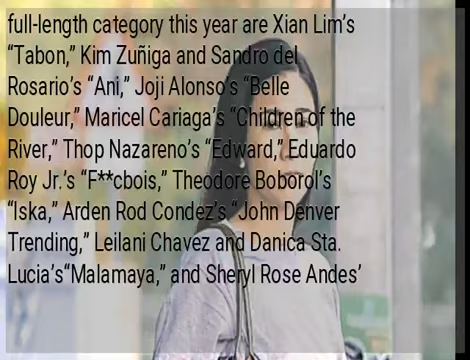 full-length category this year are Xian Lim’s
“Tabon,” Kim Zuñiga and Sandro del
Rosario’s “Ani,” Joji Alonso’s “Belle
Douleur,” Maricel Cariaga’s “Children of the
River,” Thop Nazareno’s “Edward,” Eduardo
Roy Jr.’s “F**cbois,” Theodore Boborol’s
“Iska,” Arden Rod Condez’s “John Denver
Trending,” Leilani Chavez and Danica Sta.
Lucia’s“Malamaya,” and Sheryl Rose Andes’